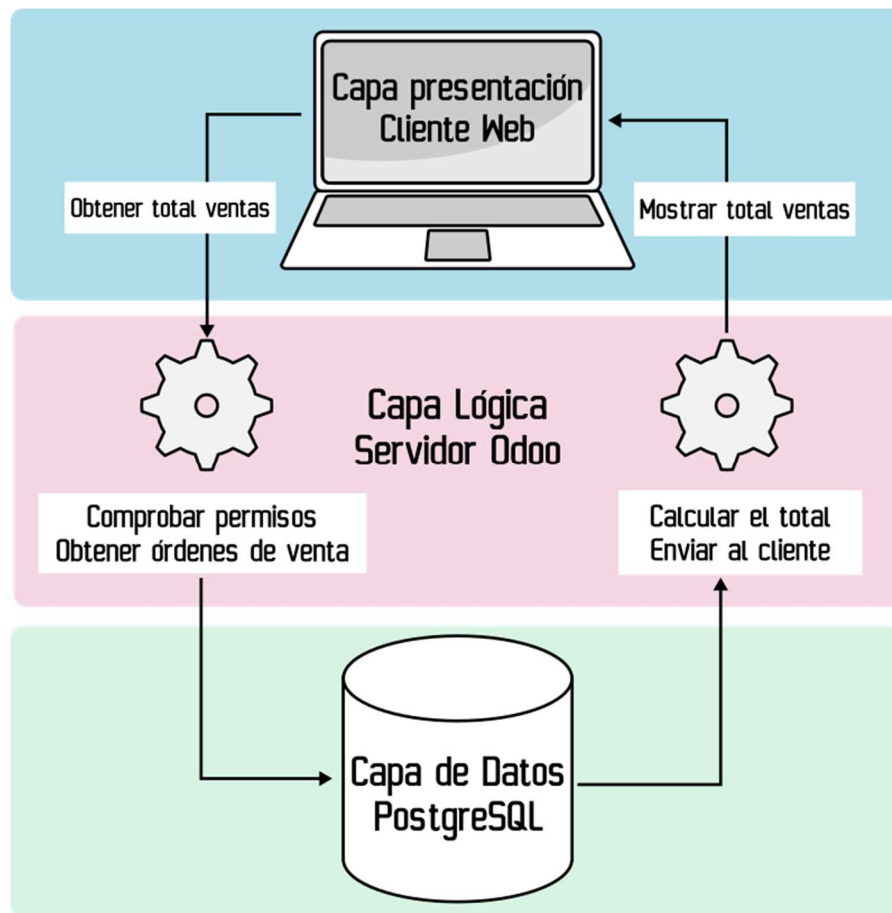 Capa presentación
Cliente Web
Obtener total ventas
Mostrar total ventas
Capa Lógica
Servidor Odoo
Comprobar permisos
Obtener órdenes de venta
Calcular el total
Enviar al cliente
Capa de Datos
PostgreSQL